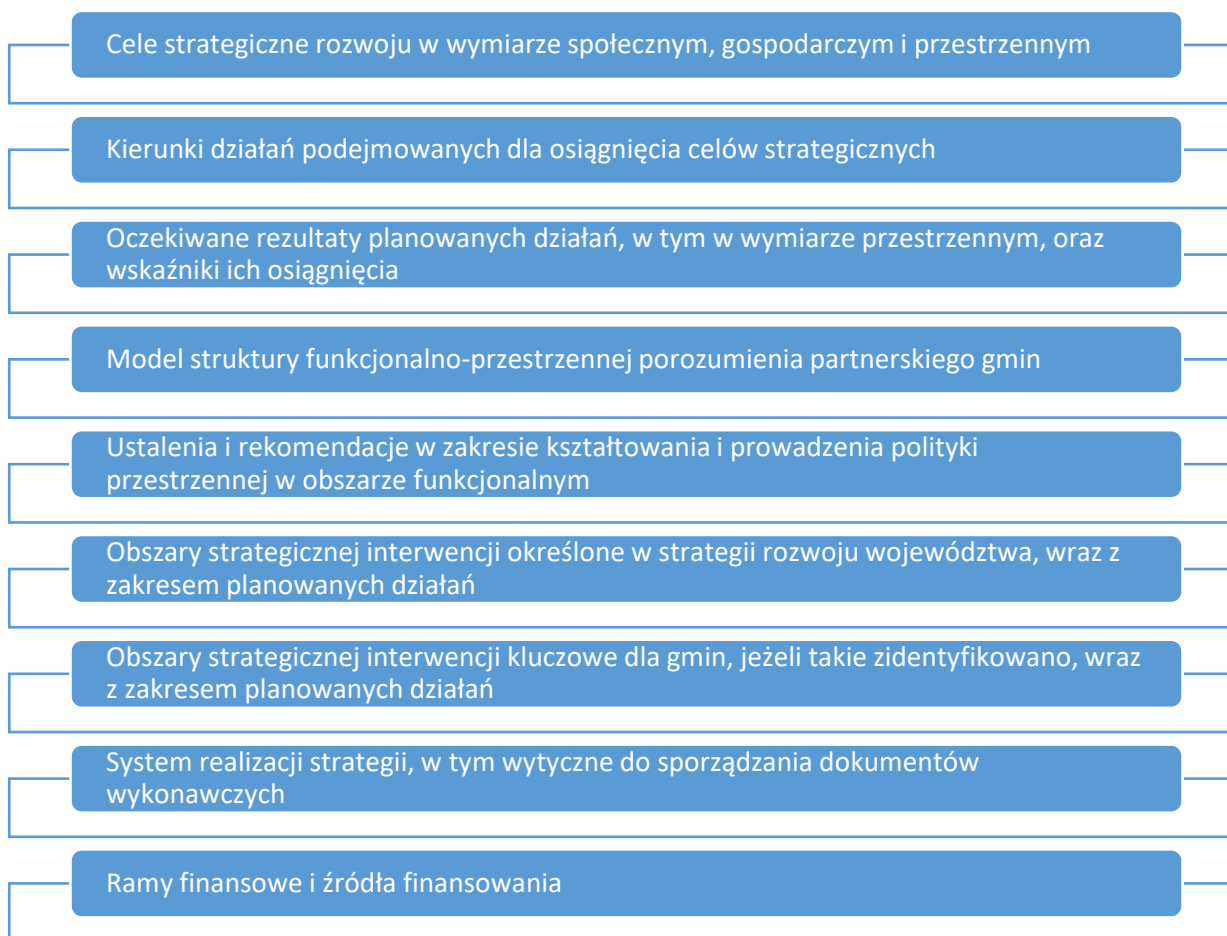 Cele strategiczne rozwoju w wymiarze społecznym, gospodarczym i przestrzennym
Kierunki działań podejmowanych dla osiągnięcia celów strategicznych
Oczekiwane rezultaty planowanych działań, w tym w wymiarze przestrzennym, oraz
wskaźniki ich osiągnięcia
Model struktury funkcjonalno-przestrzennej porozumienia partnerskiego gmin
Ustalenia i rekomendacje w zakresie kształtowania i prowadzenia polityki
przestrzennej w obszarze funkcjonalnym
Obszary strategicznej interwencji określone w strategii rozwoju województwa, wraz z
zakresem planowanych działań
Obszary strategicznej interwencji kluczowe dla gmin, jeżeli takie zidentyfikowano, wraz
z zakresem planowanych działań
System realizacji strategii, w tym wytyczne do sporządzania dokumentów
wykonawczych
Ramy finansowe i źródła finansowania